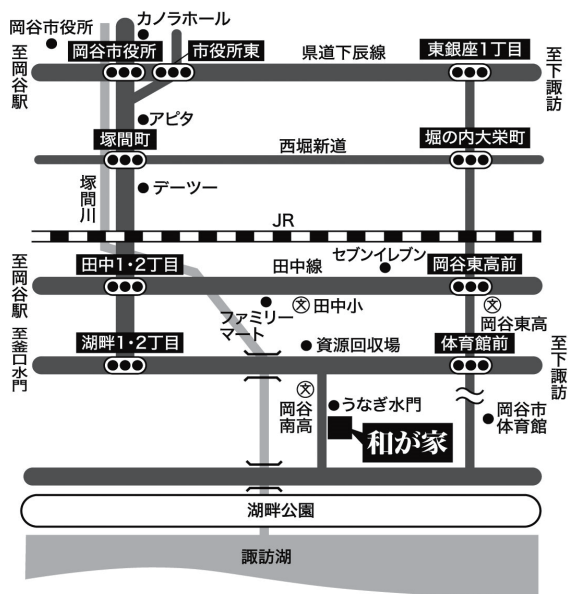 カノラホール
岡谷市役所
岡谷市役所
市役所東
県道下辰線
東銀座1丁目
至岡谷駅
至下諏訪
アピタ
塚間町
西堀新道
堀の内大栄町
塚間川
デーツー
JR
セブンイレブン
至岡谷駅
田中1・2丁目
田中線
岡谷東高前
ファミリー
マート
文
田中小
文
岡谷東高
至釜口水門
湖畔1・2丁目
資源回収場
体育館前
至下諏訪
文
岡谷
南高
うなぎ水門
岡谷市
体育館
和が家
湖畔公園
諏訪湖